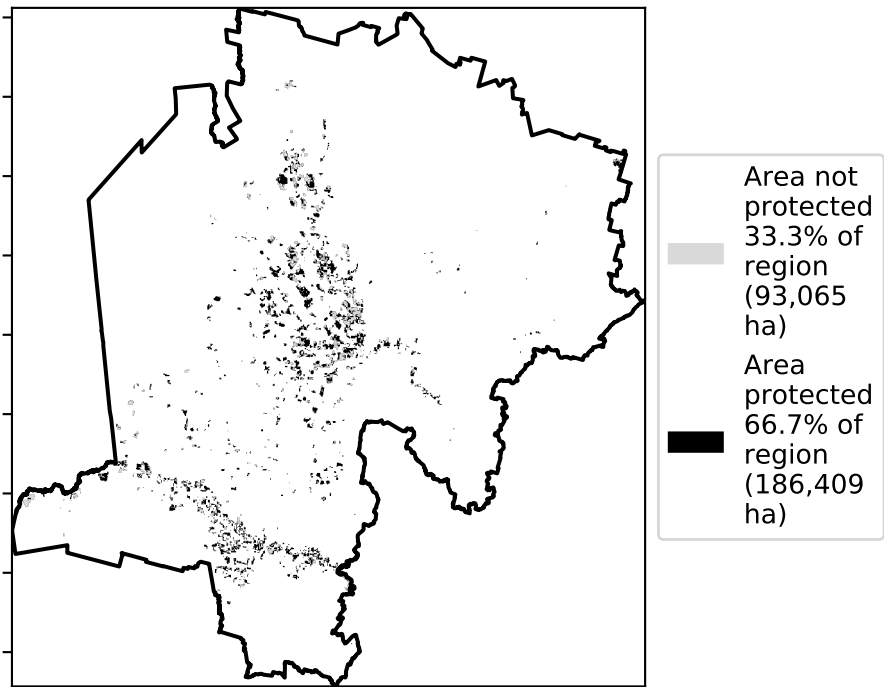 Area not
protected
33.3% of
region
(93,065
ha)
Area
protected
66.7% of
region
(186,409
ha)